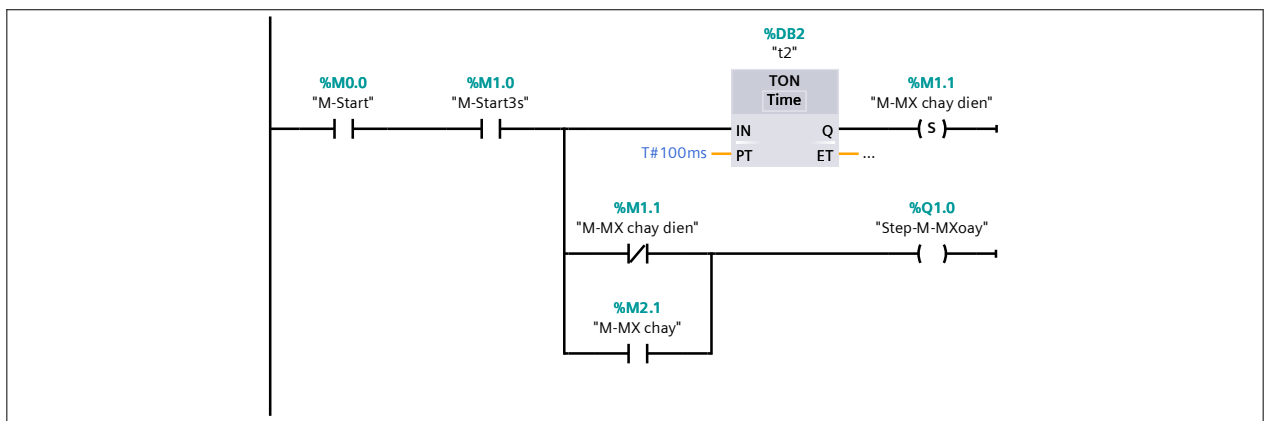 %DB2
"t2"
%M0.0
"M-Start"
%M1.0
"M-Start3s"
TON
Time
%M1.1
"M-MX chay dien"
IN
Q
S
T#100ms
PT
ET
...
%M1.1
"M-MX chay dien"
%Q1.0
"Step-M-MXoay"
%M2.1
"M-MX chay"